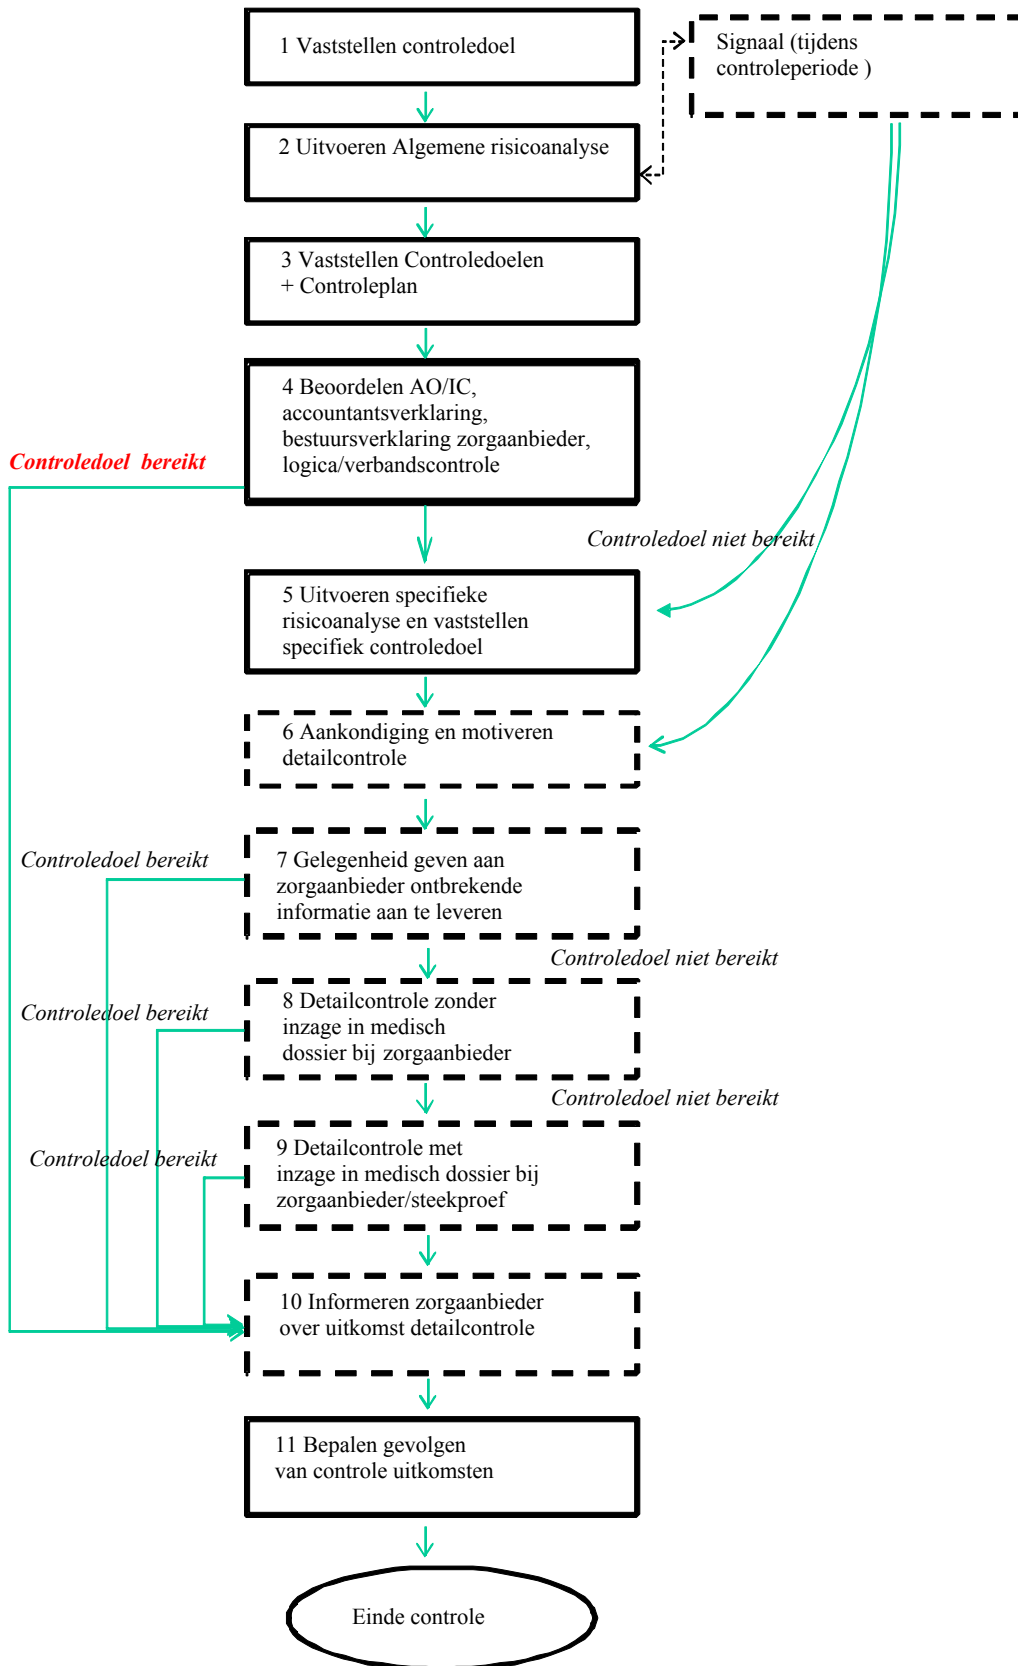 1 Vaststellen controledoel
Signaal (tijdens
controleperiode )
2 Uitvoeren Algemene risicoanalyse
3 Vaststellen Controledoelen
+ Controleplan
4 Beoordelen AO/IC,
accountantsverklaring,
bestuursverklaring zorgaanbieder,
logica/verbandscontrole
Controledoel bereikt
Controledoel niet bereikt
5 Uitvoeren specifieke
risicoanalyse en vaststellen
specifiek controledoel
6 Aankondiging en motiveren
detailcontrole
Controledoel bereikt
7 Gelegenheid geven aan
zorgaanbieder ontbrekende
informatie aan te leveren
Controledoel niet bereikt
Controledoel bereikt
8 Detailcontrole zonder
inzage in medisch
dossier bij zorgaanbieder
Controledoel niet bereikt
Controledoel bereikt
9 Detailcontrole met
inzage in medisch dossier bij
zorgaanbieder/steekproef
10 Informeren zorgaanbieder
over uitkomst detailcontrole
11 Bepalen gevolgen
van controle uitkomsten
Einde controle